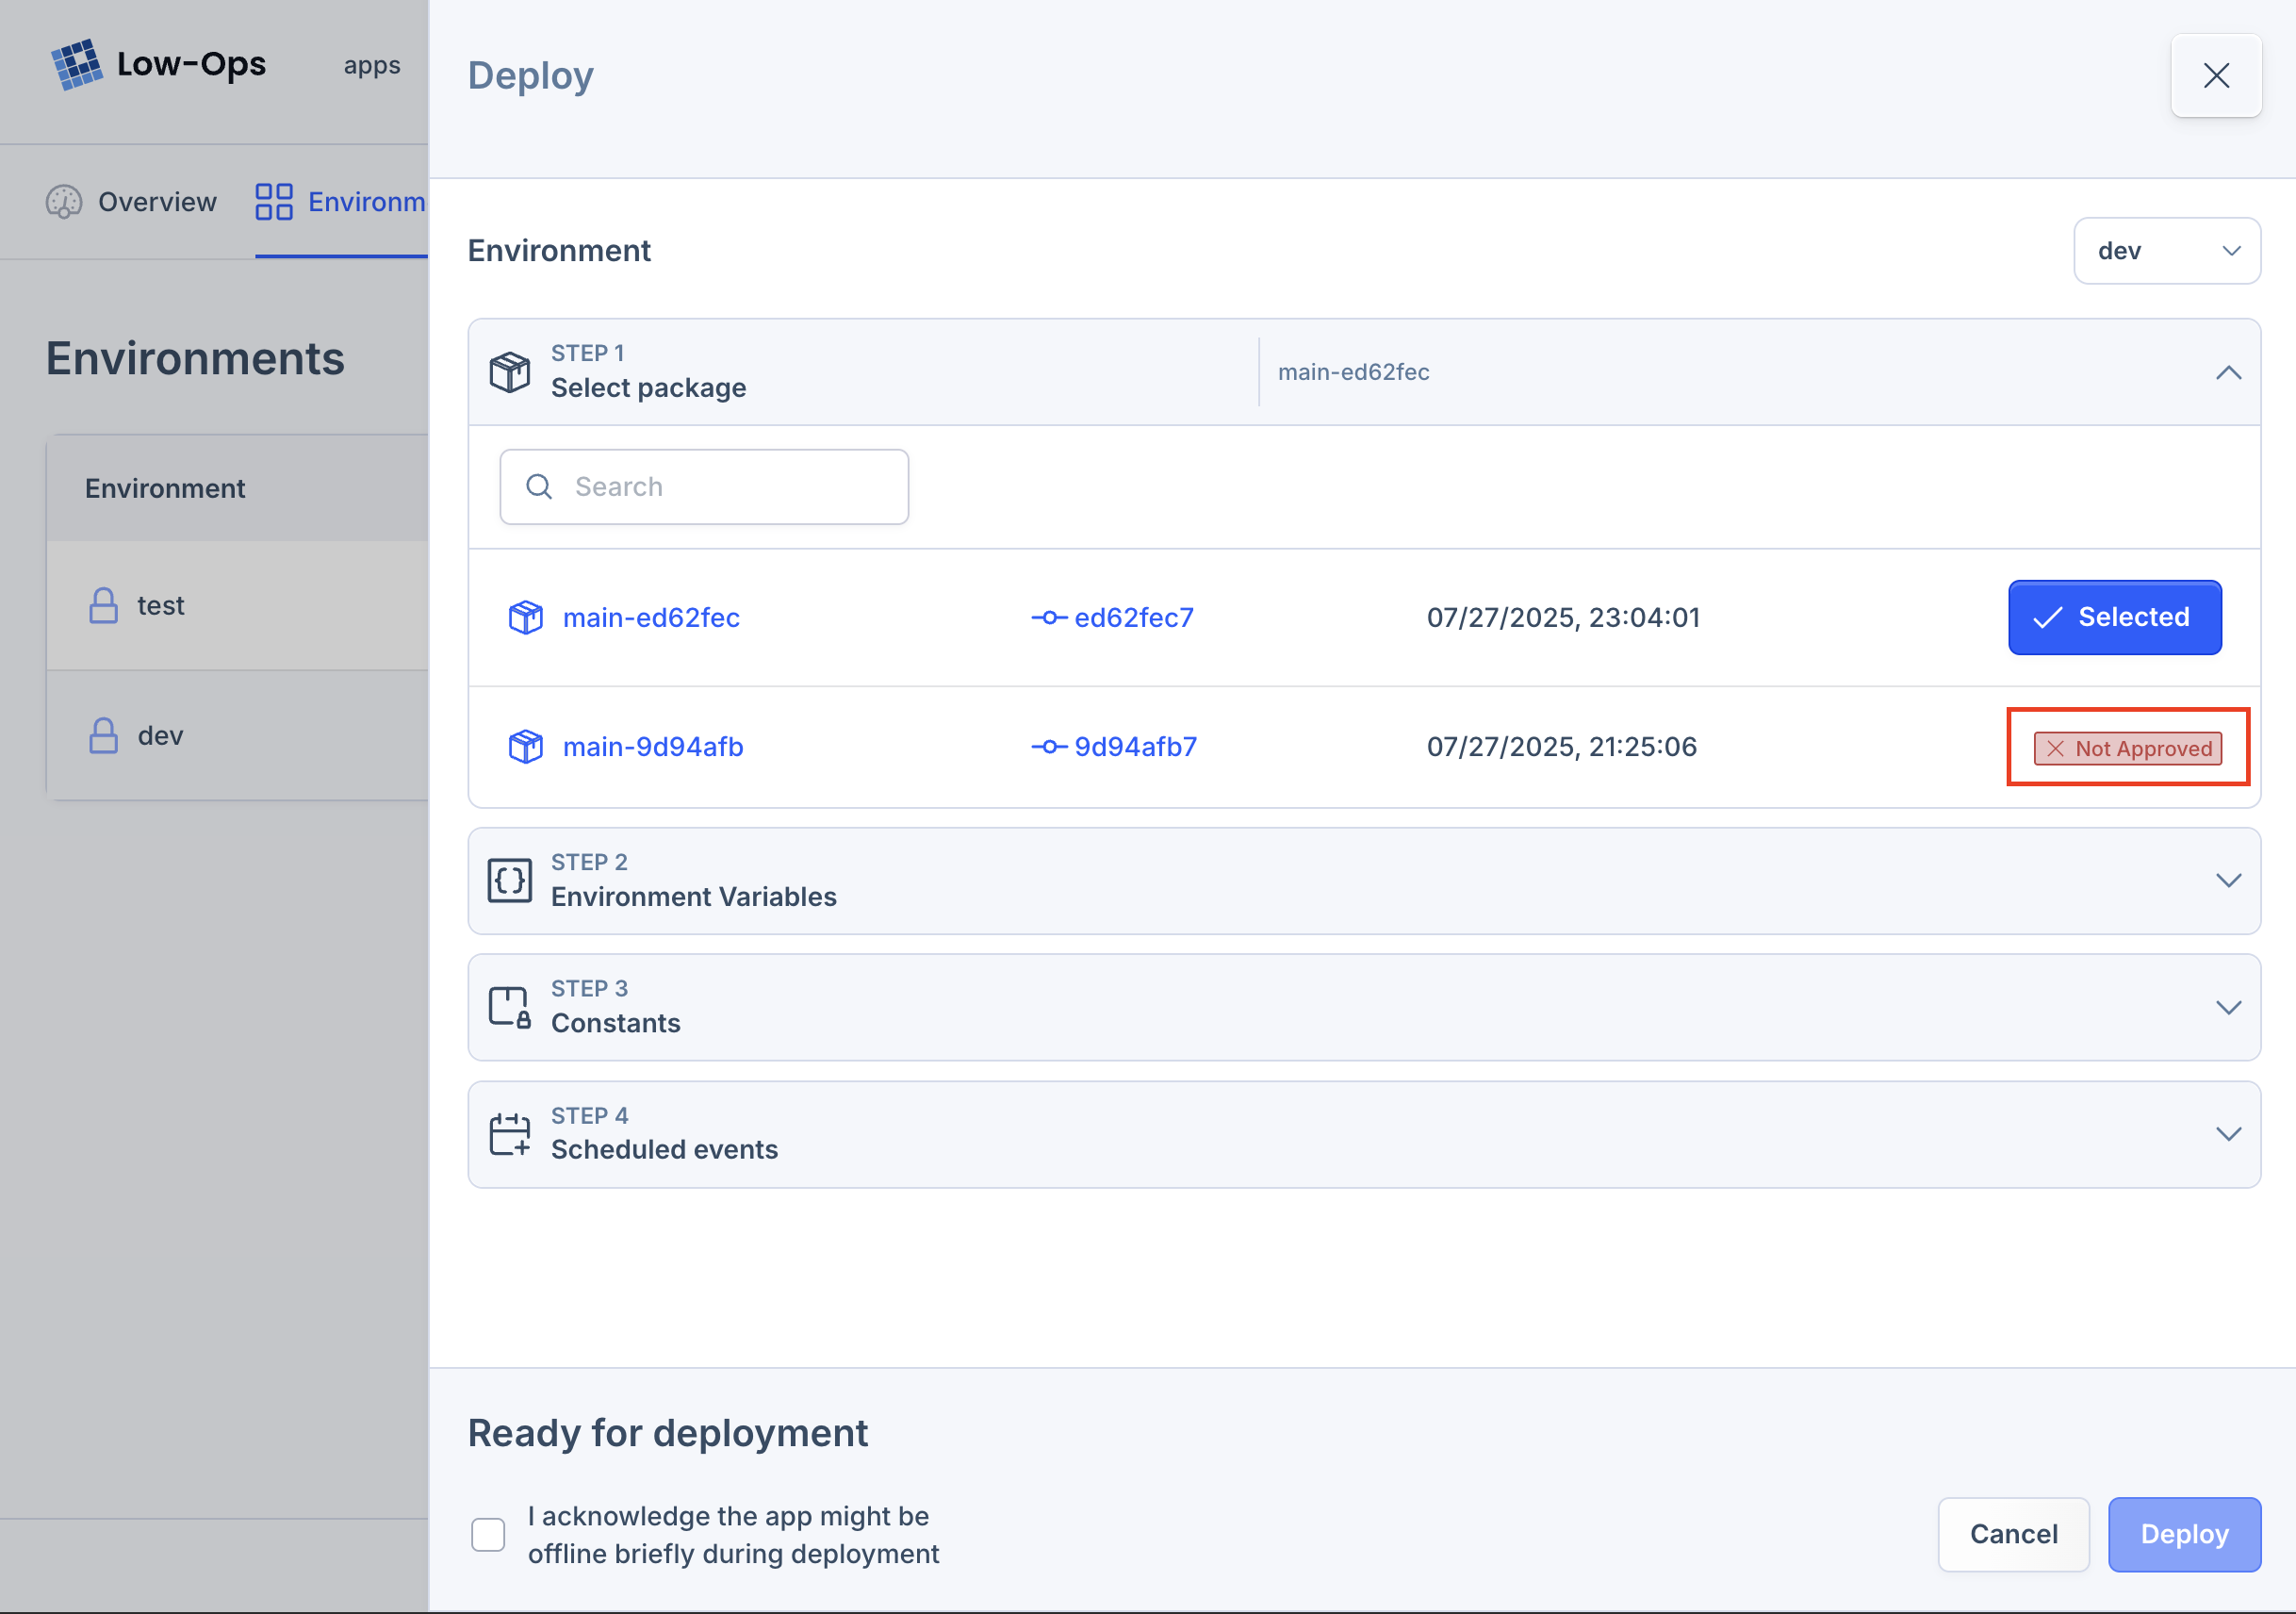 Low-Ops
apps
Overview
Environm
Environments
Environment
test
dev
Deploy
Environment
dev
STEP 1
Select package
main-ed62fec
Search
main-ed62fec
ed62fec7
07/27/2025, 23:04:01
Selected
main-9d94afb
9d94afb7
07/27/2025, 21:25:06
Not Approved
STEP 2
Environment Variables
STEP 3
Constants
STEP 4
Scheduled events
Ready for deployment
I acknowledge the app might be
offline briefly during deployment
Cancel
Deploy